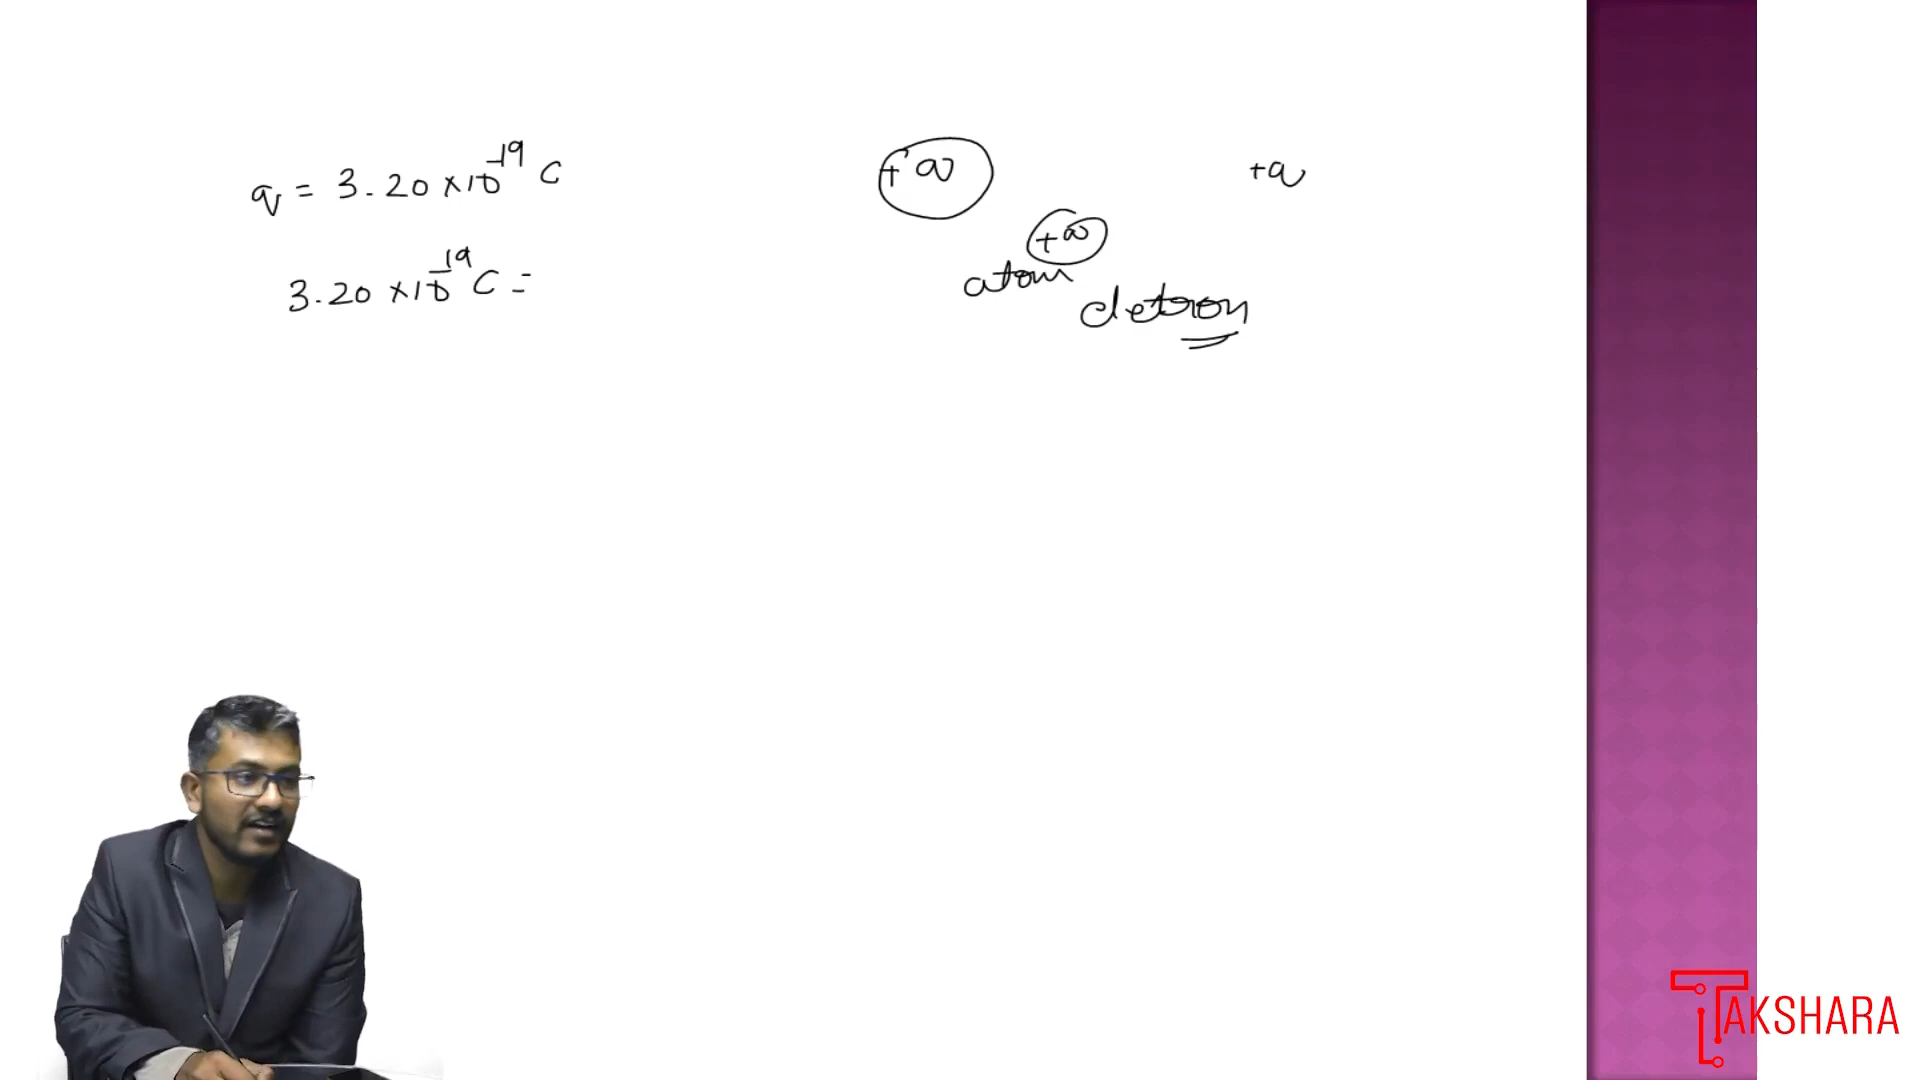 q = 3.20 × 10⁻¹⁹ C
+q
+q
+q
3.20 × 10⁻¹⁹ C =
atom
electron
TAKSHARA